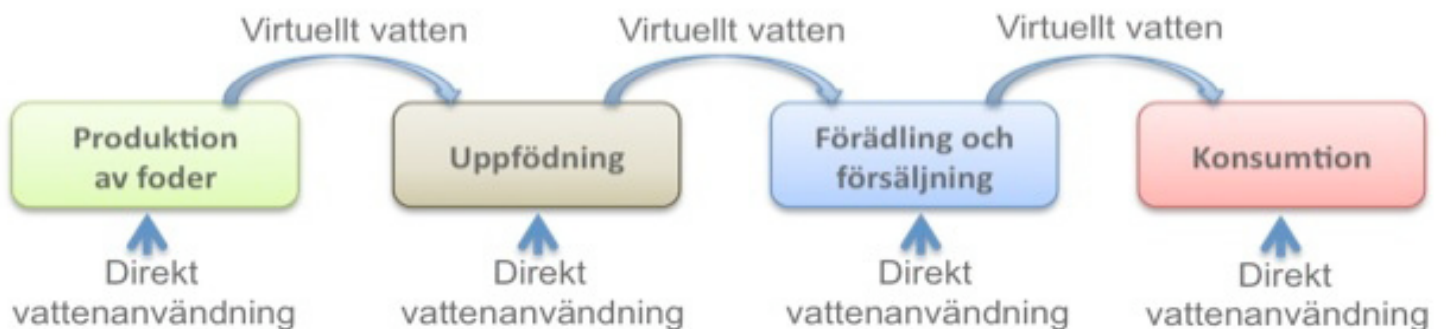 Virtuellt vatten
Virtuellt vatten
Virtuellt vatten
Produktion
av foder
Uppfödning
Förädling och
försäljning
Konsumtion
Direkt
vattenanvändning
Direkt
vattenanvändning
Direkt
vattenanvändning
Direkt
vattenanvändning